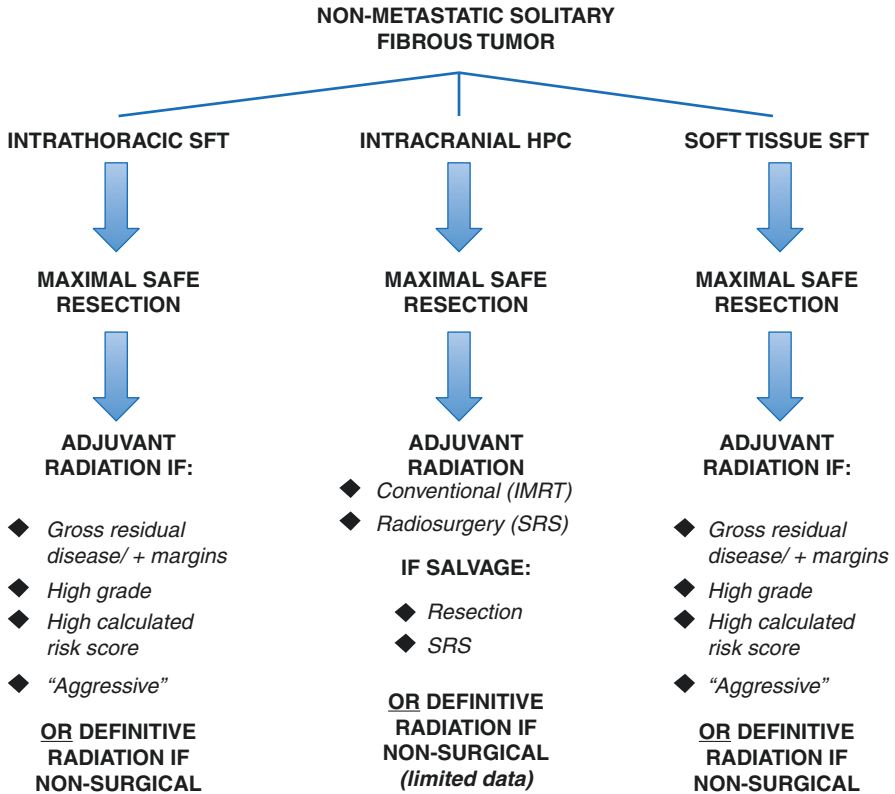 NON-METASTATIC SOLITARY
FIBROUS TUMOR
INTRATHORACIC SFT
MAXIMAL SAFE
RESECTION
ADJUVANT
RADIATION IF:
Gross residual
disease/ + margins
High grade
High calculated
risk score
“Aggressive”
OR DEFINITIVE
RADIATION IF
NON-SURGICAL
INTRACRANIAL HPC
MAXIMAL SAFE
RESECTION
ADJUVANT
RADIATION
Conventional (IMRT)
Radiosurgery (SRS)
IF SALVAGE:
Resection
SRS
OR DEFINITIVE
RADIATION IF
NON-SURGICAL
(limited data)
SOFT TISSUE SFT
MAXIMAL SAFE
RESECTION
ADJUVANT
RADIATION IF:
Gross residual
disease/ + margins
High grade
High calculated
risk score
“Aggressive”
OR DEFINITIVE
RADIATION IF
NON-SURGICAL